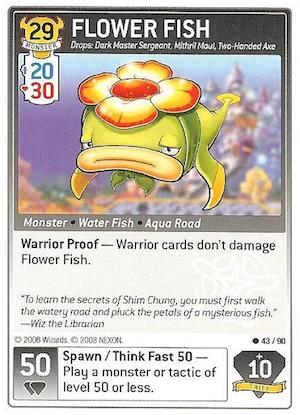 29
MONSTER
FLOWER FISH
Drops: Dark Master Sergeant, Mithril Maul, Two-Handed Axe
20
30
Monster • Water Fish • Aqua Road
Warrior Proof — Warrior cards don't damage
Flower Fish.
"To learn the secrets of Shim Chung, you must first walk
the watery road and pluck the petals of a mysterious fish."
—Wiz the Librarian
© 2008 Wizards. © 2008 NEXON.
43 / 90
50
Spawn / Think Fast 50 —
Play a monster or tactic of
level 50 or less.
+
10
THIEF